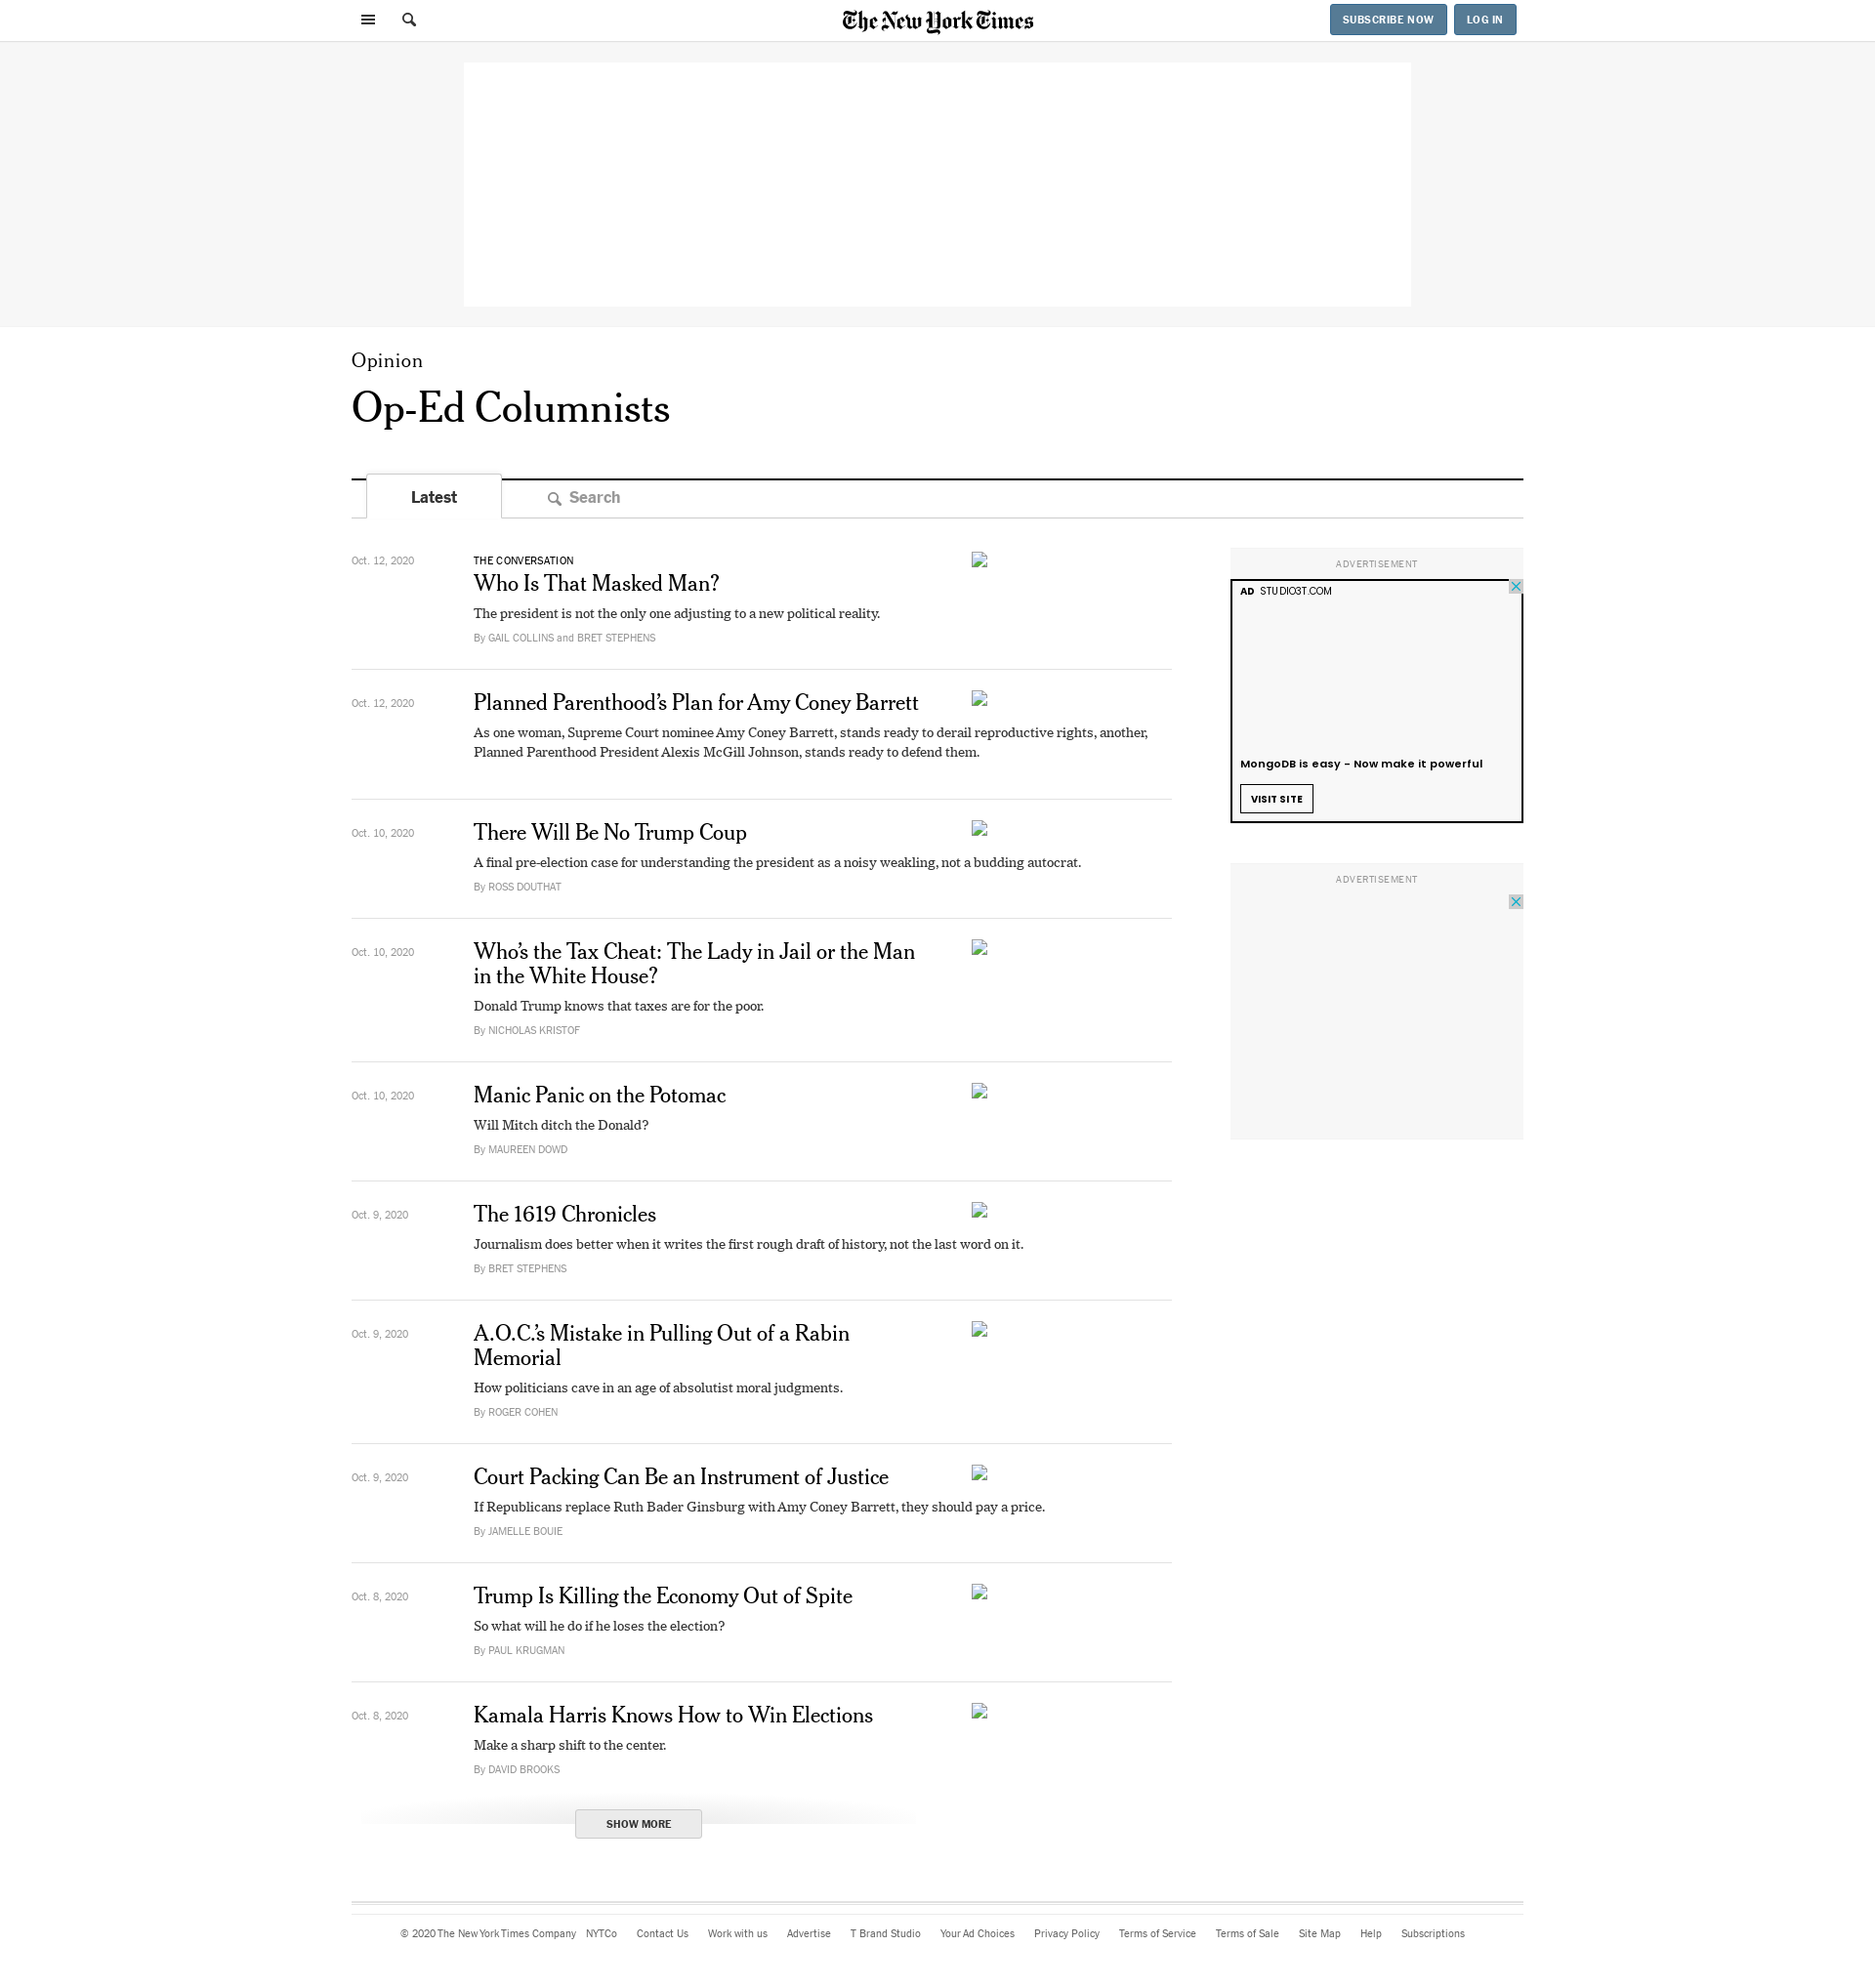 The New York Times
SUBSCRIBE NOW
LOG IN
Opinion
Op-Ed Columnists
Latest
Search
Oct. 12, 2020
THE CONVERSATION
Who Is That Masked Man?
The president is not the only one adjusting to a new political reality.
By GAIL COLLINS and BRET STEPHENS
Oct. 12, 2020
Planned Parenthood’s Plan for Amy Coney Barrett
As one woman, Supreme Court nominee Amy Coney Barrett, stands ready to derail reproductive rights, another,
Planned Parenthood President Alexis McGill Johnson, stands ready to defend them.
Oct. 10, 2020
There Will Be No Trump Coup
A final pre-election case for understanding the president as a noisy weakling, not a budding autocrat.
By ROSS DOUTHAT
Oct. 10, 2020
Who’s the Tax Cheat: The Lady in Jail or the Man
in the White House?
Donald Trump knows that taxes are for the poor.
By NICHOLAS KRISTOF
Oct. 10, 2020
Manic Panic on the Potomac
Will Mitch ditch the Donald?
By MAUREEN DOWD
Oct. 9, 2020
The 1619 Chronicles
Journalism does better when it writes the first rough draft of history, not the last word on it.
By BRET STEPHENS
Oct. 9, 2020
A.O.C.’s Mistake in Pulling Out of a Rabin
Memorial
How politicians cave in an age of absolutist moral judgments.
By ROGER COHEN
Oct. 9, 2020
Court Packing Can Be an Instrument of Justice
If Republicans replace Ruth Bader Ginsburg with Amy Coney Barrett, they should pay a price.
By JAMELLE BOUIE
Oct. 8, 2020
Trump Is Killing the Economy Out of Spite
So what will he do if he loses the election?
By PAUL KRUGMAN
Oct. 8, 2020
Kamala Harris Knows How to Win Elections
Make a sharp shift to the center.
By DAVID BROOKS
SHOW MORE
ADVERTISEMENT
AD STUDIO3T.COM
MongoDB is easy - Now make it powerful
VISIT SITE
ADVERTISEMENT
© 2020 The New York Times Company NYTCo Contact Us Work with us Advertise T Brand Studio Your Ad Choices Privacy Policy Terms of Service Terms of Sale Site Map Help Subscriptions